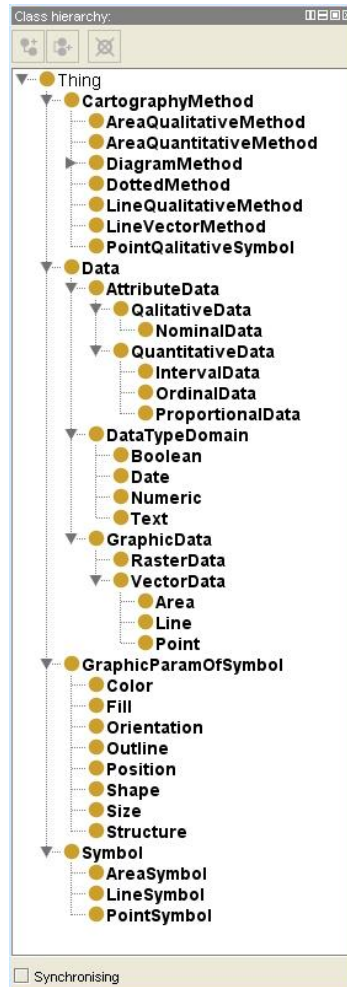 Class hierarchy:
Thing
CartographyMethod
AreaQualitativeMethod
AreaQuantitativeMethod
DiagramMethod
DottedMethod
LineQualitativeMethod
LineVectorMethod
PointQalitativeSymbol
Data
AttributeData
QalitativeData
NominalData
QuantitativeData
IntervalData
OrdinalData
ProportionalData
DataTypeDomain
Boolean
Date
Numeric
Text
GraphicData
RasterData
VectorData
Area
Line
Point
GraphicParamOfSymbol
Color
Fill
Orientation
Outline
Position
Shape
Size
Structure
Symbol
AreaSymbol
LineSymbol
PointSymbol
Synchronising